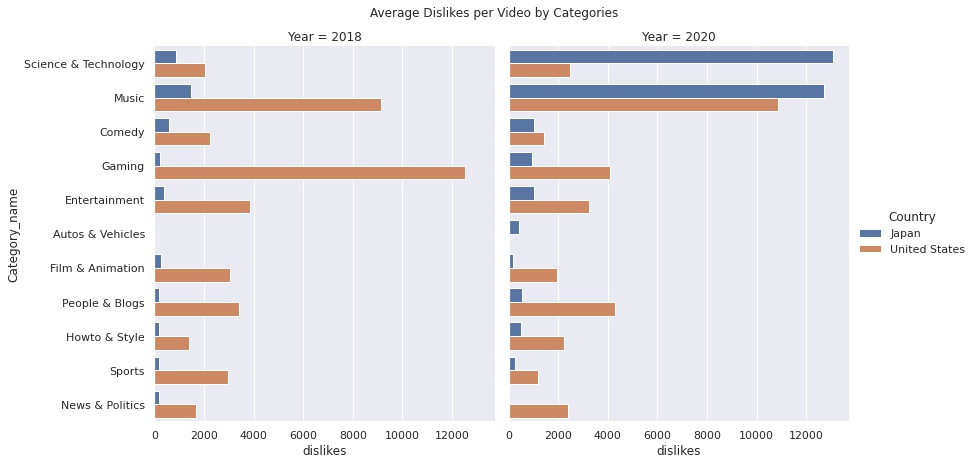 Average Dislikes per Video by Categories
Year = 2018
Year = 2020
Category_name
Science & Technology
Music
Comedy
Gaming
Entertainment
Autos & Vehicles
Film & Animation
People & Blogs
Howto & Style
Sports
News & Politics
0 2000 4000 6000 8000 10000 12000
0 2000 4000 6000 8000 10000 12000
dislikes
dislikes
Country
Japan
United States